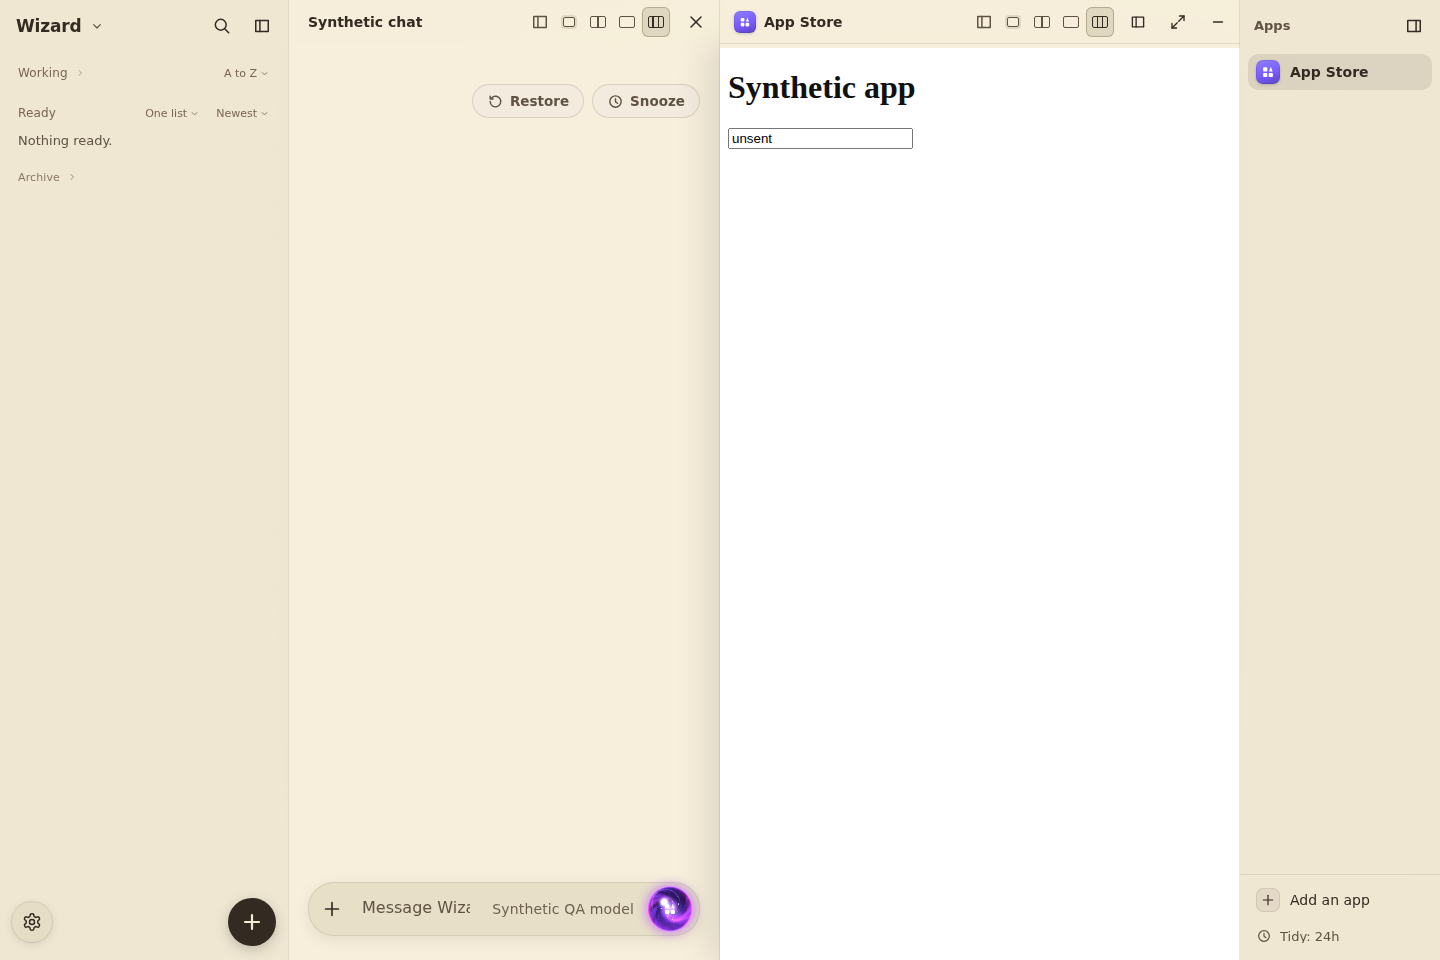 Wizard
Working
A to Z
Ready
One list
Newest
Nothing ready.
Archive
Synthetic chat
Restore
Snooze
Message Wiza
Synthetic QA model
App Store
Synthetic app
unsent
Apps
App Store
Add an app
Tidy: 24h